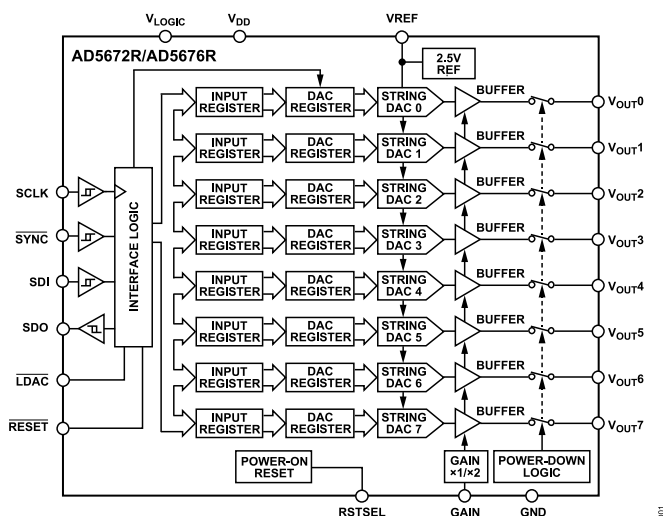 VLOGIC
VDD
VREF
AD5672R/AD5676R
2.5V
REF
INPUT
REGISTER
DAC
REGISTER
STRING
DAC 0
BUFFER
VOUT0
INPUT
REGISTER
DAC
REGISTER
STRING
DAC 1
BUFFER
VOUT1
INPUT
REGISTER
DAC
REGISTER
STRING
DAC 2
BUFFER
VOUT2
INPUT
REGISTER
DAC
REGISTER
STRING
DAC 3
BUFFER
VOUT3
INPUT
REGISTER
DAC
REGISTER
STRING
DAC 4
BUFFER
VOUT4
INPUT
REGISTER
DAC
REGISTER
STRING
DAC 5
BUFFER
VOUT5
INPUT
REGISTER
DAC
REGISTER
STRING
DAC 6
BUFFER
VOUT6
INPUT
REGISTER
DAC
REGISTER
STRING
DAC 7
BUFFER
VOUT7
SCLK
SYNC
SDI
SDO
LDAC
RESET
INTERFACE LOGIC
POWER-ON
RESET
GAIN
×1/×2
POWER-DOWN
LOGIC
RSTSEL
GAIN
GND